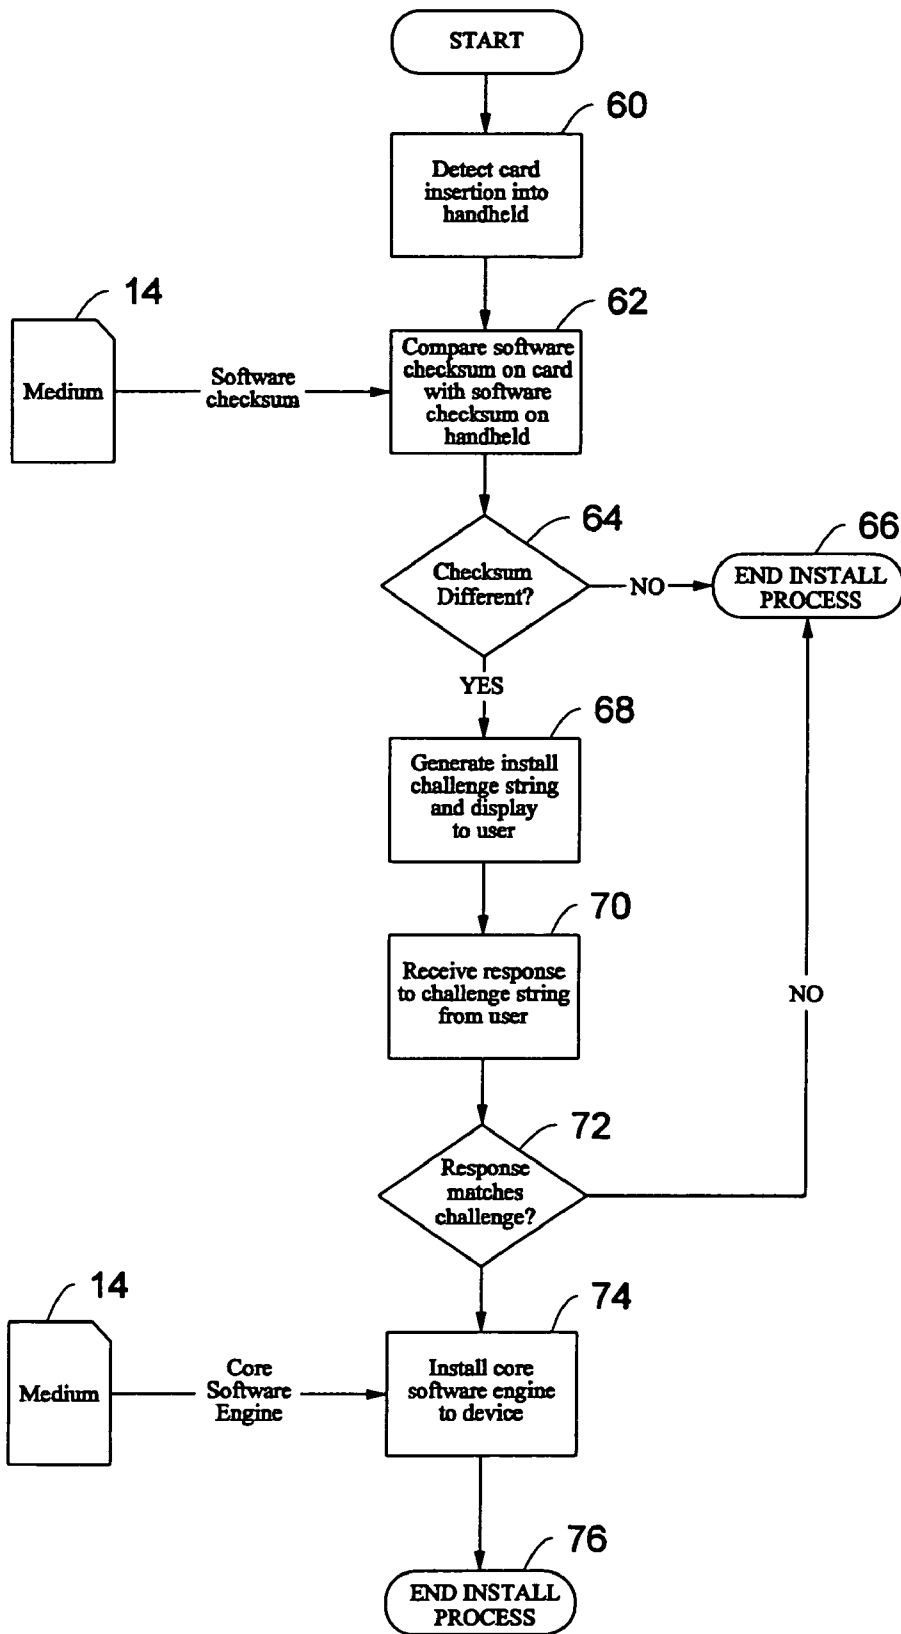 START
60
Detect card
insertion into
handheld
14
62
Medium
Software
checksum
Compare software
checksum on card
with software
checksum on
handheld
64
66
Checksum
Different?
NO
END INSTALL
PROCESS
YES
68
Generate install
challenge string
and display
to user
70
Receive response
to challenge string
from user
NO
72
Response
matches
challenge?
14
74
Medium
Core
Software
Engine
Install core
software engine
to device
76
END INSTALL
PROCESS